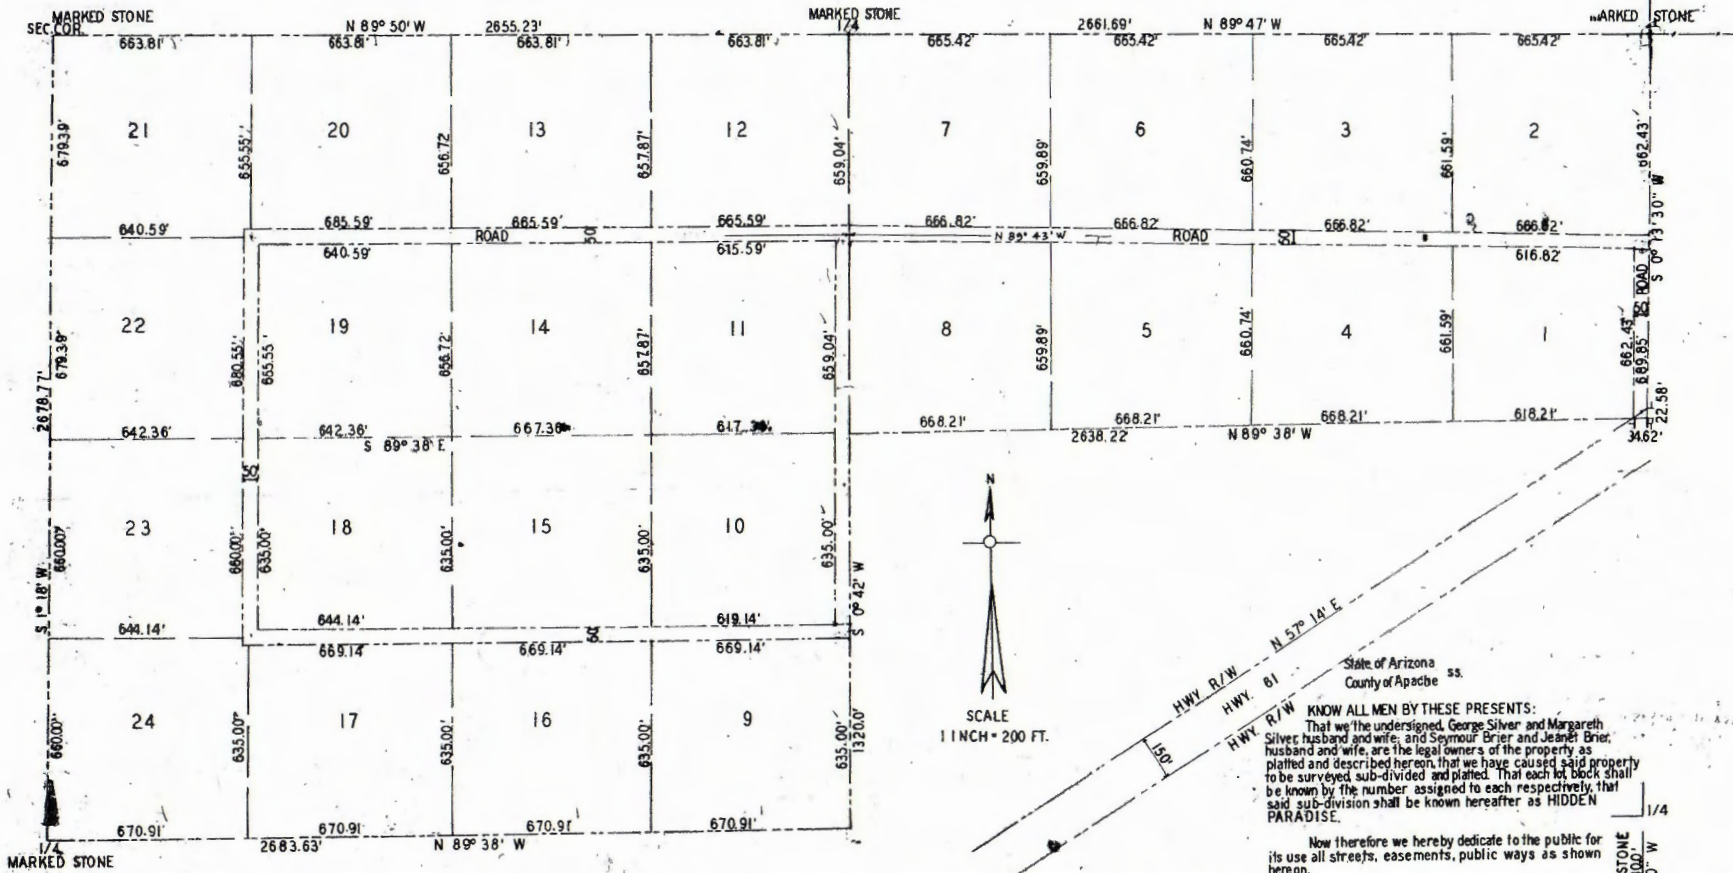 MARKED STONE
SEC. COR.
N 89° 50' W 2655.23'
MARKED STONE
1/4
2661.69' N 89° 47' W
MARKED STONE
663.81' 663.81' 663.81' 663.81' 665.42' 665.42' 665.42' 665.42'
21 20 13 12 7 6 3 2
679.39' 655.55' 656.72 657.87' 659.04' 659.89' 660.74' 661.59' 662.43'
S 0° 13' 30" W
640.59' 685.59' 665.59' 665.59' 666.82' 666.82' 666.82' 666.82'
ROAD 50' N 89° 43' W ROAD 50'
640.59' 615.59' 616.82'
22 19 14 11 8 5 4 1
679.39' 680.55' 655.55' 656.72' 657.87' 659.04' 659.89' 660.74' 661.59' 662.43' 689.85' ROAD
2678.77'
22.58'
642.36' 642.36' 667.36 617.36 668.21' 668.21' 668.21' 618.21'
S 89° 38' E
2638.22' N 89° 38' W
34.62'
50'
23 18 15 10
660.00' 660.00' 635.00' 635.00' 635.00' 635.00'
S 1° 18' W
S 0° 42' W
644.14' 644.14' 619.14'
50'
669.14' 669.14' 669.14'
24 17 16 9
660.00' 635.00' 635.00' 635.00' 635.00' 1320.0'
670.91' 670.91' 670.91' 670.91'
1/4
2683.63' N 89° 38' W
MARKED STONE
N
SCALE
1 INCH = 200 FT.
HWY R/W N 57° 14' E
HWY. 61
HWY R/W
150'
State of Arizona
County of Apache ss.
KNOW ALL MEN BY THESE PRESENTS:
That we the undersigned, George Silver and Margareth
Silver, husband and wife; and Seymour Brier and Jeanet Brier,
husband and wife, are the legal owners of the property as
platted and described hereon, that we have caused said property
to be surveyed, sub-divided and platted. That each lot, block shall
be known by the number assigned to each respectively, that
said sub-division shall be known hereafter as HIDDEN
PARADISE.
Now therefore we hereby dedicate to the public for
its use all streets, easements, public ways as shown
hereon.
1/4
STONE